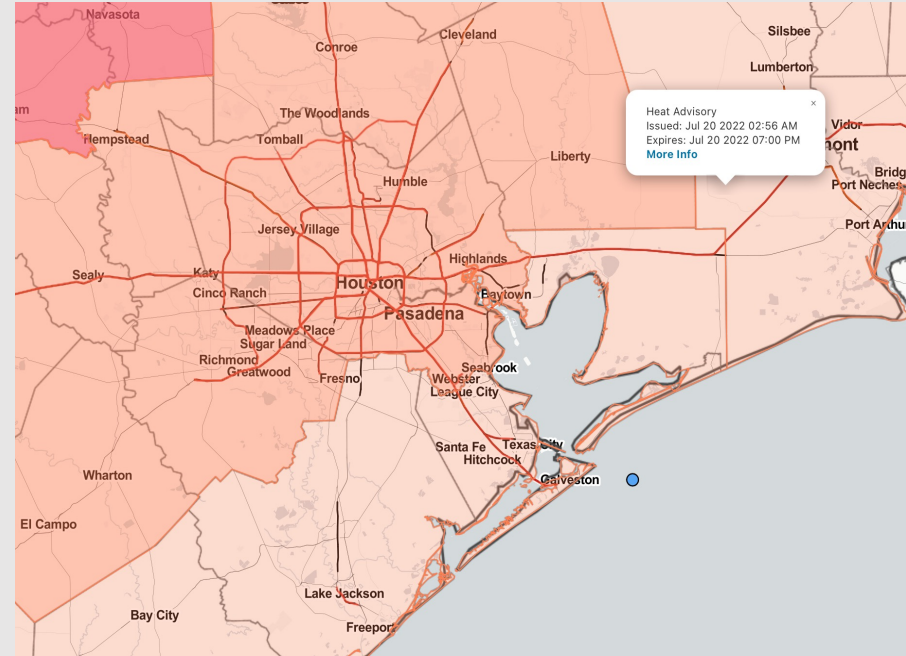 Navasota
Cleveland
Conroe
Silsbee
Lumberton
×
Heat Advisory
Issued: Jul 20 2022 02:56 AM
Expires: Jul 20 2022 07:00 PM
More Info
The Woodlands
Vidor
Hempstead
Tomball
mont
Liberty
Bridg
Humble
Port Neches
Port Arthur
Jersey Village
Highlands
Sealy
Katy
Houston
Cinco Ranch
Baytown
Pasadena
Meadows Place
Sugar Land
Richmond
Seabrook
Greatwood
Fresno
Webster
League City
Santa Fe
Texas City
Hitchcock
Wharton
Galveston
El Campo
Lake Jackson
Bay City
Freeport